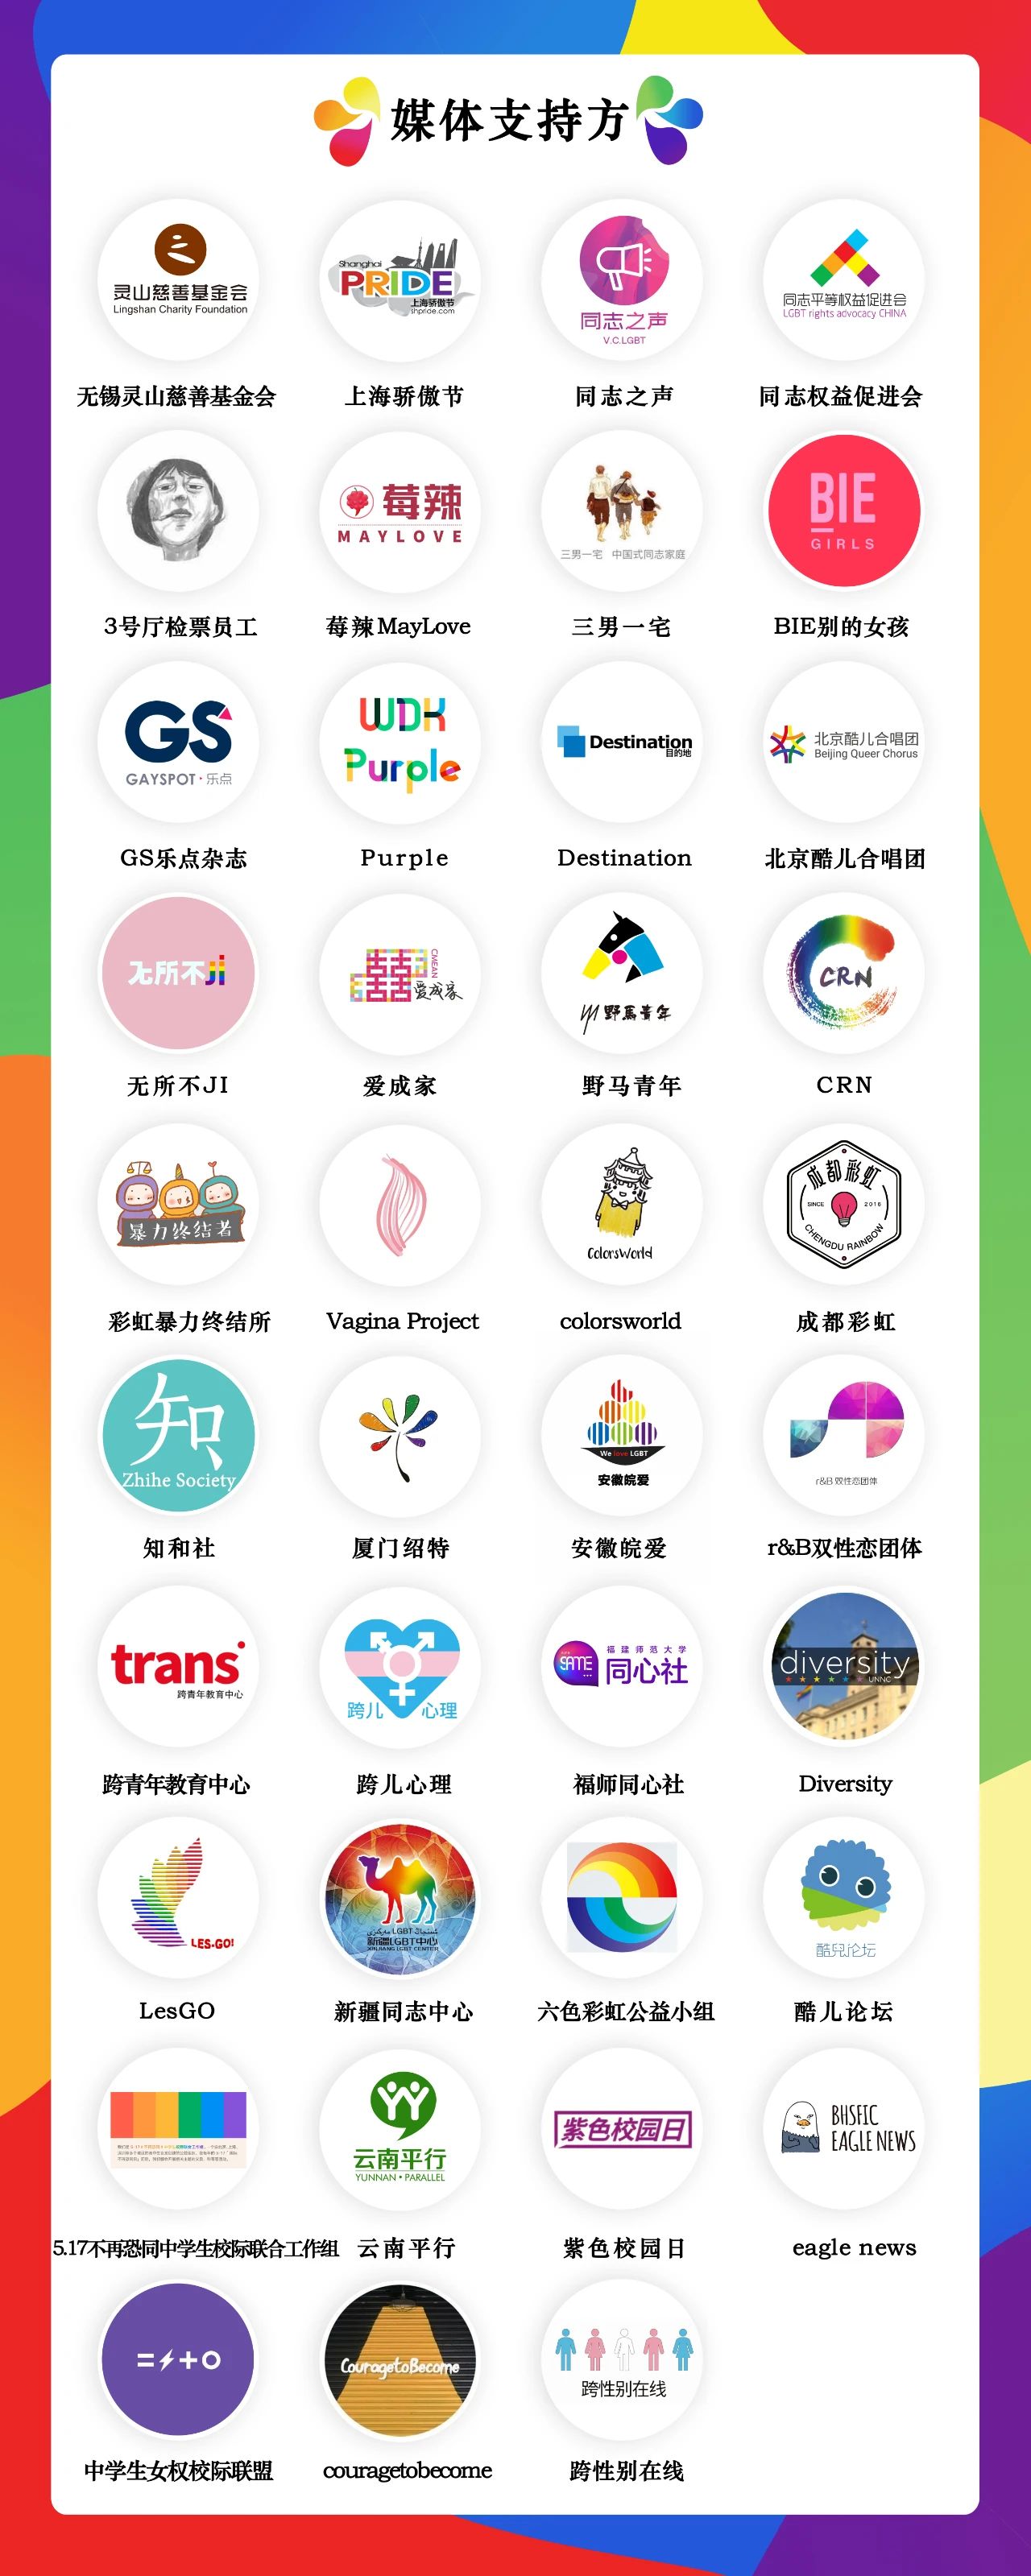 媒体支持方
灵山慈善基金会
Lingshan Charity Foundation
无锡灵山慈善基金会
Shanghai
PRIDE
上海骄傲节
shpride.com
上海骄傲节
同志之声
V.C.LGBT
同志之声
同志平等权益促进会
LGBT rights advocacy CHINA
同志权益促进会
3号厅检票员工
莓辣
MAYLOVE
莓辣MayLove
三男一宅 中国式同志家庭
三男一宅
BIE
GIRLS
BIE别的女孩
GS
GAYSPOT·乐点
GS乐点杂志
WDK
Purple
Purple
Destination
目的地
Destination
北京酷儿合唱团
Beijing Queer Chorus
北京酷儿合唱团
无所不ji
无所不JI
CMEAN
爱成家
爱成家
野馬青年
野马青年
CRN
CRN
暴力终结者
彩虹暴力终结所
Vagina Project
ColorsWorld
colorsworld
成都彩虹
SINCE 2016
CHENGDU RAINBOW
成都彩虹
知
Zhihe Society
知和社
厦门绍特
We love LGBT
安徽皖爱
安徽皖爱
r&B 双性恋团体
r&B双性恋团体
trans
跨青年教育中心
跨青年教育中心
跨儿 心理
跨儿心理
福建师范大学
SAME
同心社
福师同心社
diversity
UNNC
Diversity
LES·GO!
LesGO
新疆LGBT中心
XINJIANG LGBT CENTER
新疆同志中心
六色彩虹公益小组
酷兒论坛
酷儿论坛
5.17不再恐同中学生校际联合工作组
云南平行
YUNNAN·PARALLEL
云南平行
紫色校园日
紫色校园日
BHSFIC
EAGLE NEWS
eagle news
中学生女权校际联盟
CouragetoBecome
couragetobecome
跨性别在线
跨性别在线